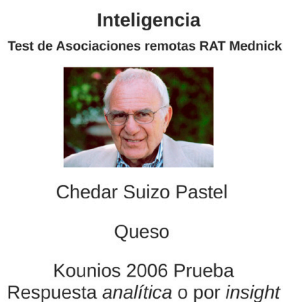 Inteligencia
Test de Asociaciones remotas RAT Mednick
Chedar Suizo Pastel
Queso
Kounios 2006 Prueba
Respuesta analítica o por insight